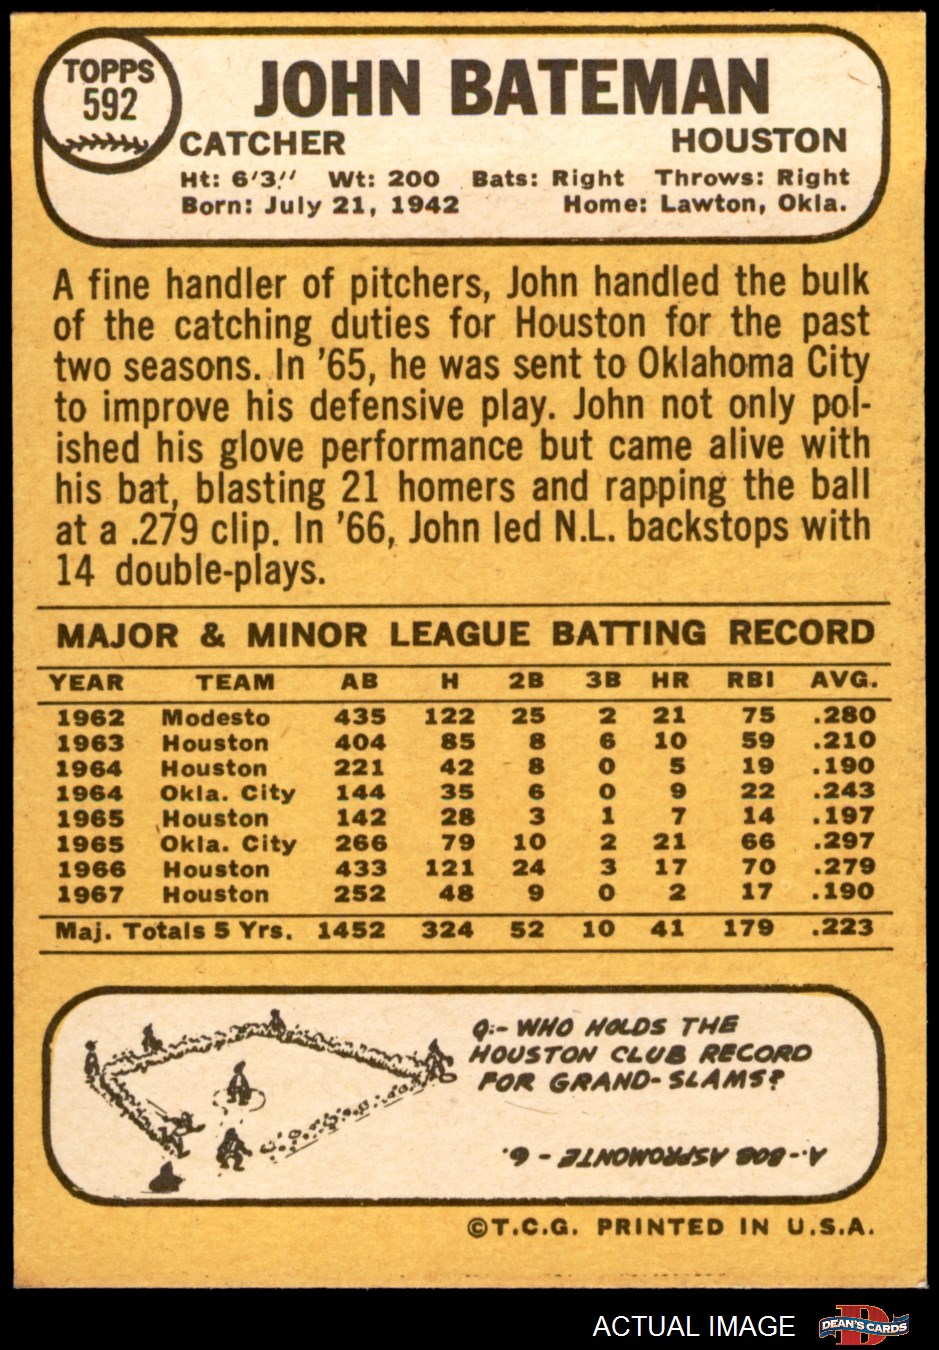 TOPPS
592
JOHN BATEMAN
CATCHER HOUSTON
Ht: 6'3" Wt: 200 Bats: Right Throws: Right
Born: July 21, 1942 Home: Lawton, Okla.
A fine handler of pitchers, John handled the bulk
of the catching duties for Houston for the past
two seasons. In '65, he was sent to Oklahoma City
to improve his defensive play. John not only pol-
ished his glove performance but came alive with
his bat, blasting 21 homers and rapping the ball
at a .279 clip. In '66, John led N.L. backstops with
14 double-plays.
MAJOR & MINOR LEAGUE BATTING RECORD
YEAR TEAM AB H 2B 3B HR RBI AVG.
1962 Modesto 435 122 25 2 21 75 .280
1963 Houston 404 85 8 6 10 59 .210
1964 Houston 221 42 8 0 5 19 .190
1964 Okla. City 144 35 6 0 9 22 .243
1965 Houston 142 28 3 1 7 14 .197
1965 Okla. City 266 79 10 2 21 66 .297
1966 Houston 433 121 24 3 17 70 .279
1967 Houston 252 48 9 0 2 17 .190
Maj. Totals 5 Yrs. 1452 324 52 10 41 179 .223
Q:- WHO HOLDS THE
HOUSTON CLUB RECORD
FOR GRAND-SLAMS?
A:- BOB ASPROMONTE - 6.
©T.C.G. PRINTED IN U.S.A.
ACTUAL IMAGE
DEAN'S CARDS